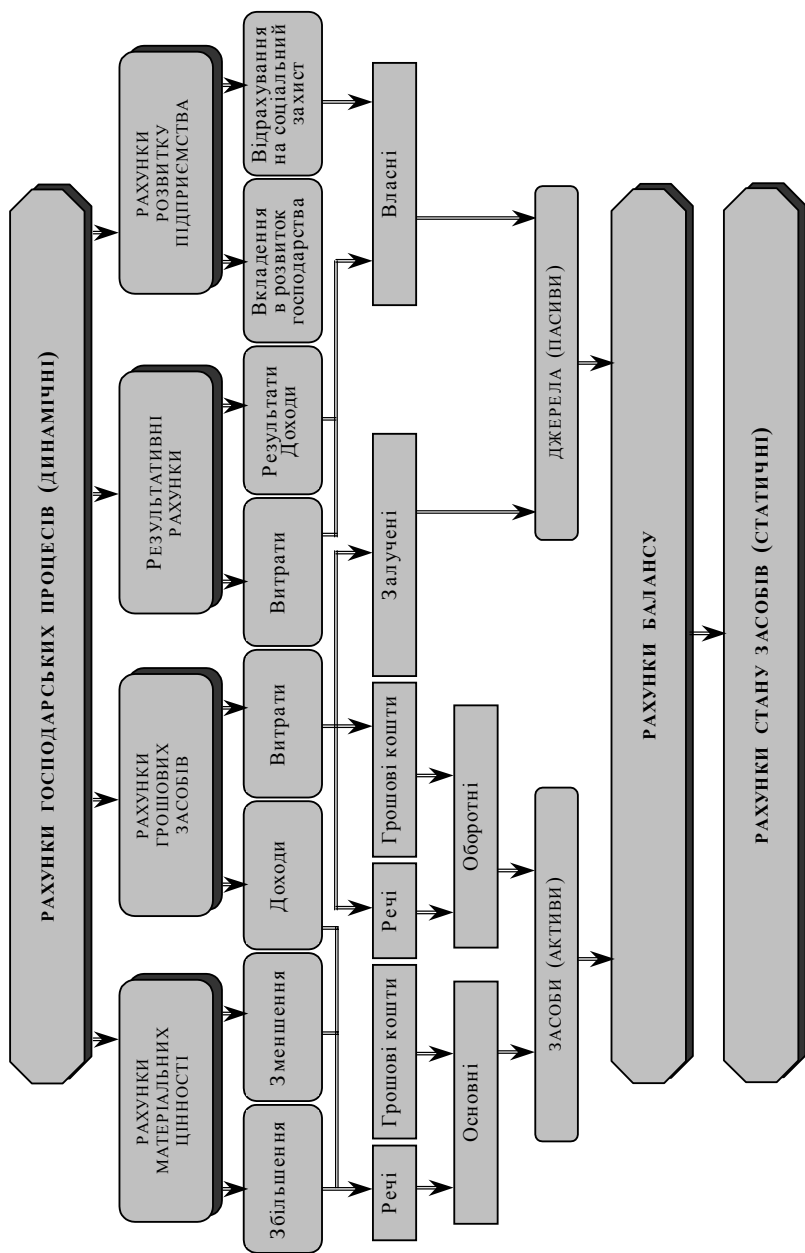 РАХУНКИ ГОСПОДАРСЬКИХ ПРОЦЕСІВ (ДИНАМІЧНІ)
РАХУНКИ
МАТЕРІАЛЬНИХ
ЦІННОСТІ
РАХУНКИ
ГРОШОВИХ
ЗАСОБІВ
РЕЗУЛЬТАТИВНІ
РАХУНКИ
РАХУНКИ
РОЗВИТКУ
ПІДПРИЄМСТВА
Збільшення
Зменшення
Доходи
Витрати
Витрати
Результати
Доходи
Вкладення
в розвиток
господарства
Відрахування
на соціальний
захист
Речі
Грошові кошти
Речі
Грошові кошти
Залучені
Власні
Основні
Оборотні
ЗАСОБИ (АКТИВИ)
ДЖЕРЕЛА (ПАСИВИ)
РАХУНКИ БАЛАНСУ
РАХУНКИ СТАНУ ЗАСОБІВ (СТАТИЧНІ)